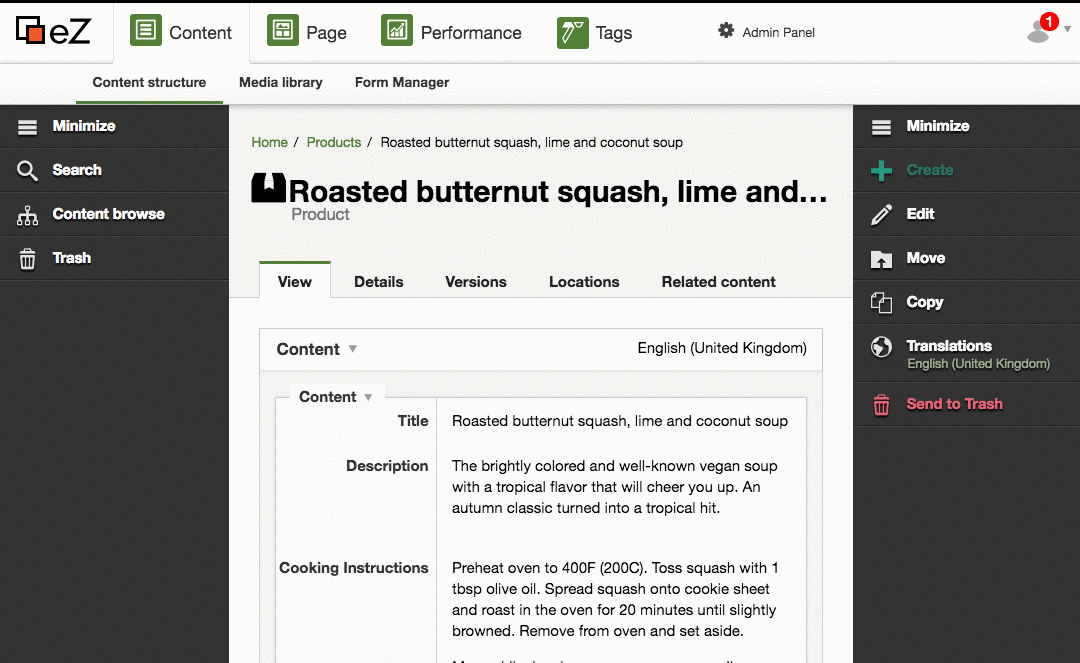 eZ
Content
Page
Performance
Tags
Admin Panel
1
Content structure
Media library
Form Manager
Minimize
Search
Content browse
Trash
Home / Products / Roasted butternut squash, lime and coconut soup
Roasted butternut squash, lime and...
Product
View
Details
Versions
Locations
Related content
Content
English (United Kingdom)
Content
Title
Roasted butternut squash, lime and coconut soup
Description
The brightly colored and well-known vegan soup
with a tropical flavor that will cheer you up. An
autumn classic turned into a tropical hit.
Cooking Instructions
Preheat oven to 400F (200C). Toss squash with 1
tbsp olive oil. Spread squash onto cookie sheet
and roast in the oven for 20 minutes until slightly
browned. Remove from oven and set aside.
Minimize
Create
Edit
Move
Copy
Translations
English (United Kingdom)
Send to Trash